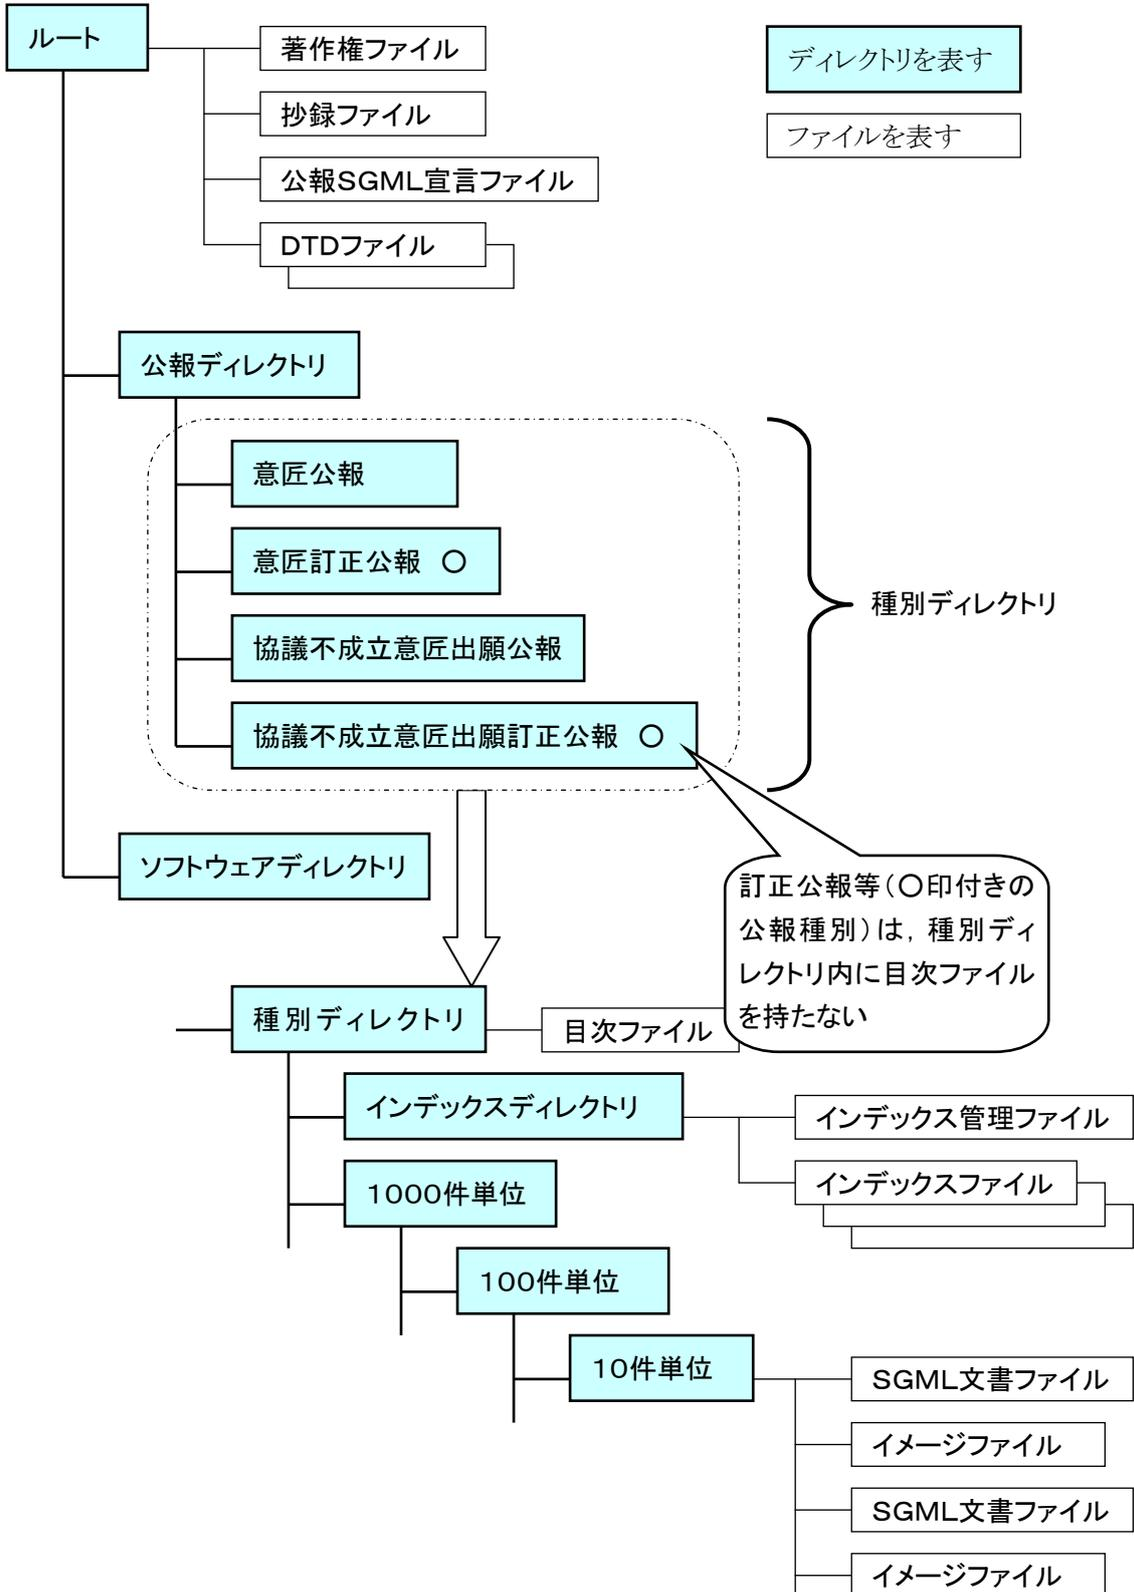 ルート
著作権ファイル
ディレクトリを表す
抄録ファイル
ファイルを表す
公報SGML宣言ファイル
DTDファイル
公報ディレクトリ
意匠公報
意匠訂正公報 ○
協議不成立意匠出願公報
協議不成立意匠出願訂正公報 ○
種別ディレクトリ
ソフトウェアディレクトリ
訂正公報等(○印付きの
公報種別)は,種別ディ
レクトリ内に目次ファイル
を持たない
種別ディレクトリ
目次ファイル
インデックスディレクトリ
インデックス管理ファイル
インデックスファイル
1000件単位
100件単位
10件単位
SGML文書ファイル
イメージファイル
SGML文書ファイル
イメージファイル